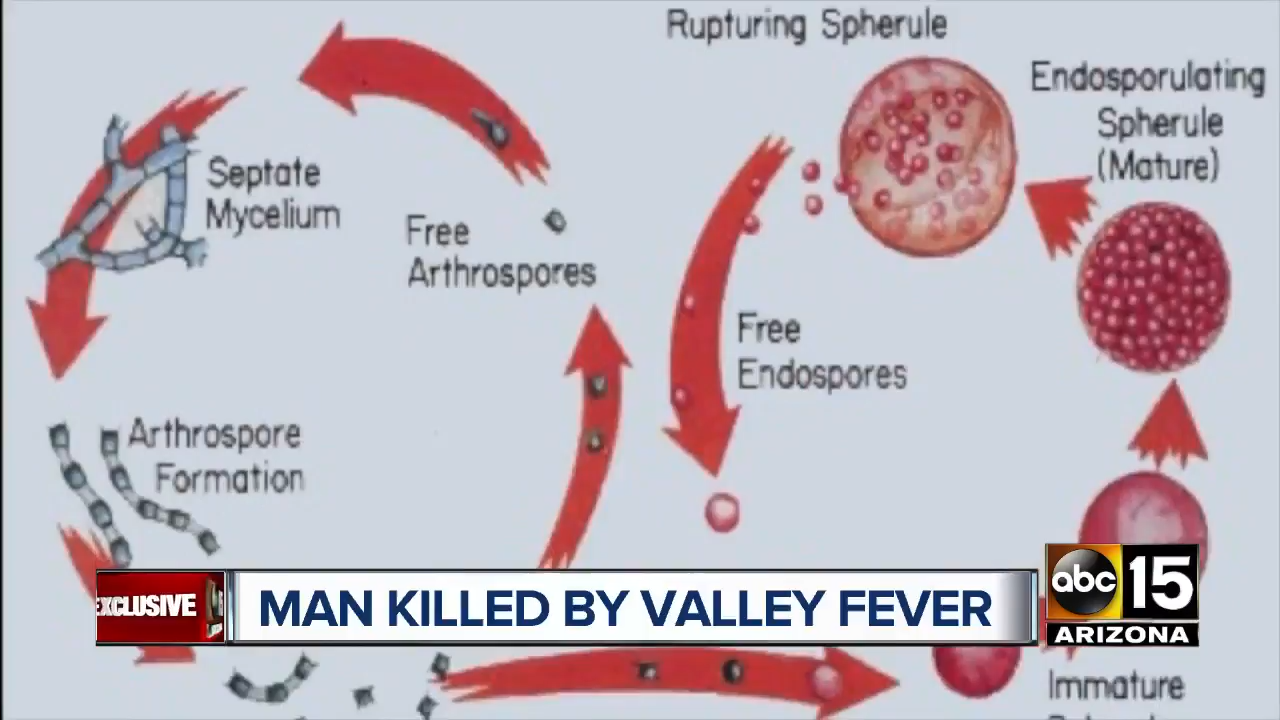 Rupturing Spherule
Endosporulating
Spherule
(Mature)
Septate
Mycelium
Free
Arthrospores
Free
Endospores
Arthrospore
Formation
EXCLUSIVE
MAN KILLED BY VALLEY FEVER
abc 15
ARIZONA
Immature